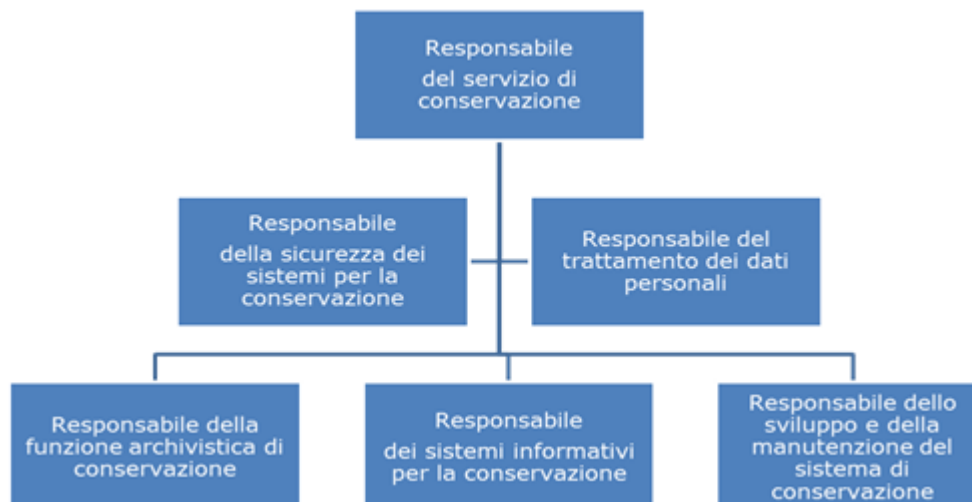 Responsabile
del servizio di
conservazione
Responsabile
della sicurezza dei
sistemi per la
conservazione
Responsabile del
trattamento dei dati
personali
Responsabile della
funzione archivistica di
conservazione
Responsabile
dei sistemi informativi
per la conservazione
Responsabile dello
sviluppo e della
manutenzione del
sistema di
conservazione